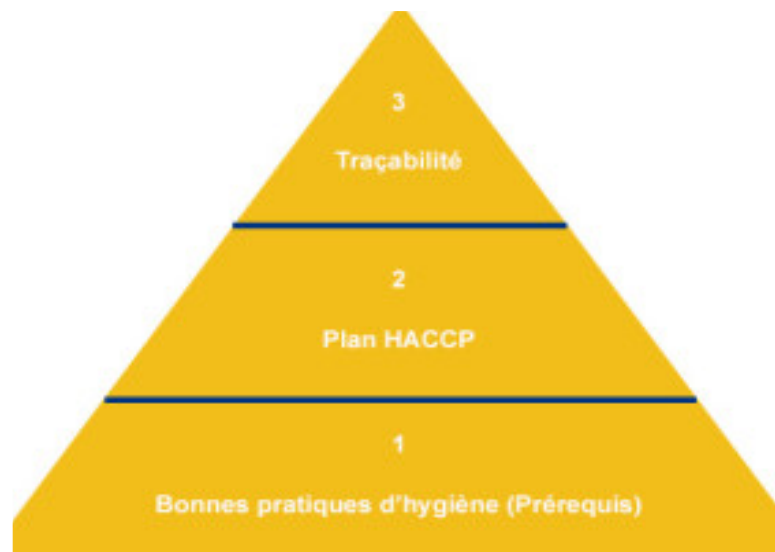 3
Traçabilité
2
Plan HACCP
1
Bonnes pratiques d'hygiène (Prérequis)